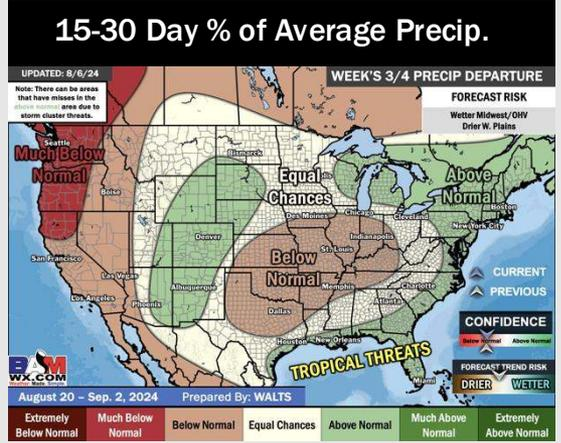 15-30 Day % of Average Precip.
UPDATED: 8/6/24
WEEK'S 3/4 PRECIP DEPARTURE
Note: There can be areas
that have misses in the
above normal area due to
storm cluster threats.
FORECAST RISK
Wetter Midwest/OHV
Drier W. Plains
Seattle
Much Below
Normal
Bismarck
Equal
Chances
Above
Normal
Boise
Boston
Des Moines
Chicago
Cleveland
New York City
Denver
Indianapolis
St. Louis
San Francisco
Below
Normal
Las Vegas
CURRENT
Albuquerque
Memphis
Charlotte
PREVIOUS
Los Angeles
Phoenix
Atlanta
Dallas
CONFIDENCE
Below Normal
Above Normal
Houston
New Orleans
TROPICAL THREATS
FORECAST TREND RISK
BAM
WX.COM
Weather Made Simple
Miami
DRIER
WETTER
August 20 – Sep. 2, 2024
Prepared By: WALTS
Extremely
Below Normal
Much Below
Normal
Below Normal
Equal Chances
Above Normal
Much Above
Normal
Extremely
Above Normal